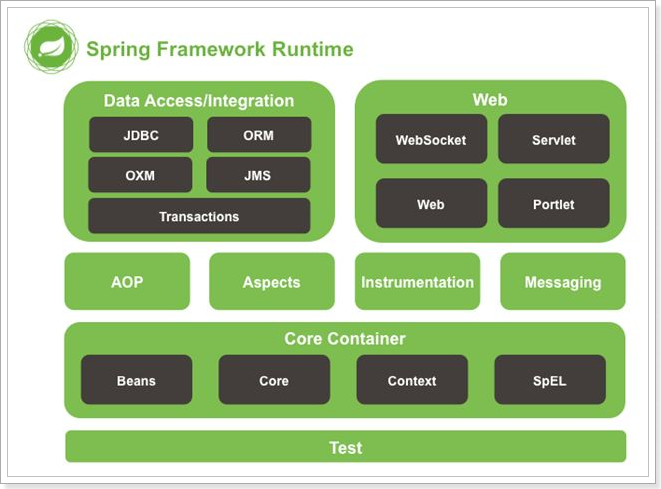 Spring Framework Runtime
Data Access/Integration
JDBC
ORM
OXM
JMS
Transactions
Web
WebSocket
Servlet
Web
Portlet
AOP
Aspects
Instrumentation
Messaging
Core Container
Beans
Core
Context
SpEL
Test